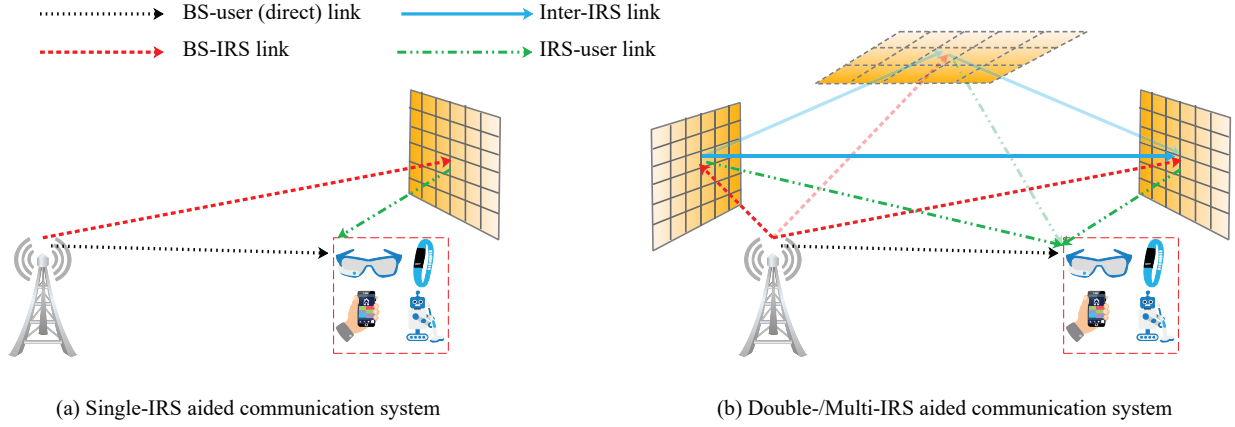 BS-user (direct) link
Inter-IRS link
BS-IRS link
IRS-user link
(a) Single-IRS aided communication system
(b) Double-/Multi-IRS aided communication system